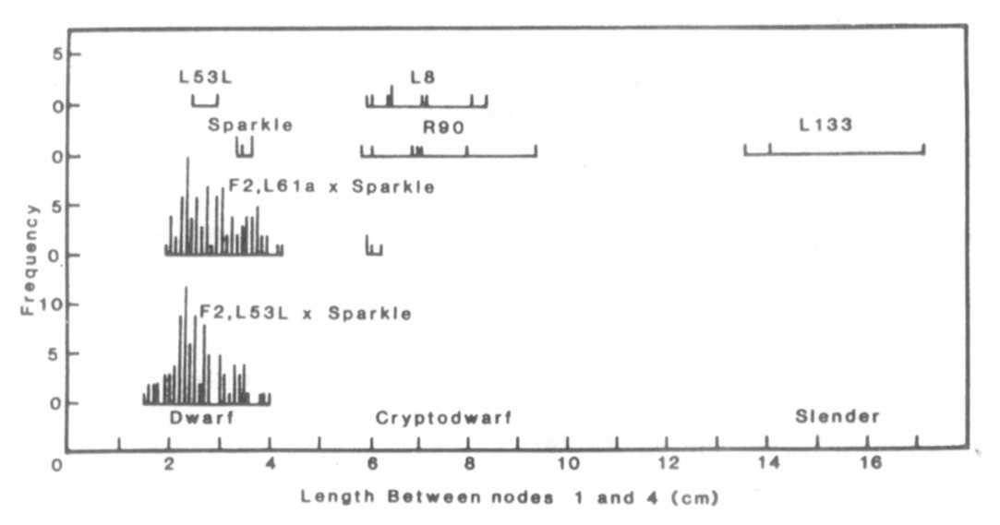 5
L53L
L8
0
Sparkle
R90
L133
0
F2,L61a x Sparkle
5
Frequency
0
10
F2,L53L x Sparkle
5
0
Dwarf
Cryptodwarf
Slender
0 2 4 6 8 10 12 14 16
Length Between nodes 1 and 4 (cm)